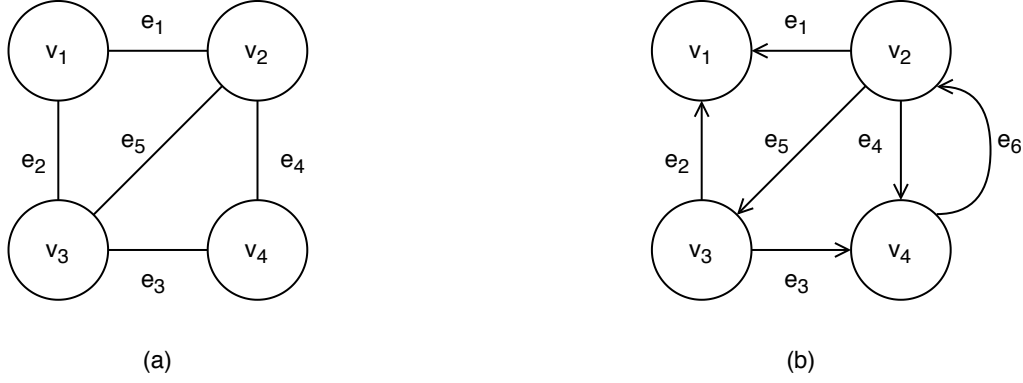 e₁ e₁
v₁ v₂ v₁ v₂
e₅ e₅ e₄ e₆
e₂ e₄ e₂
v₃ v₄ v₃ v₄
e₃ e₃
(a) (b)